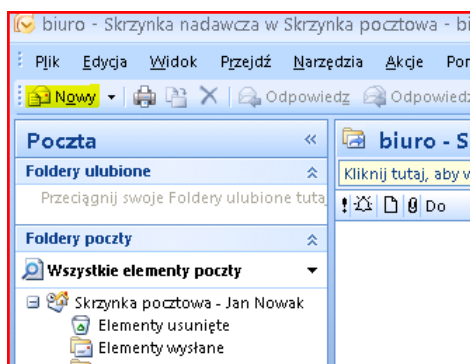 biuro - Skrzynka nadawcza w Skrzynka pocztowa - bi
Plik Edycja Widok Przejdź Narzędzia Akcje Pom
Nowy Odpowiedz Odpowiedz
Poczta «
biuro - S
Foldery ulubione
Kliknij tutaj, aby w
Przeciągnij swoje Foldery ulubione tutaj
! Do
Foldery poczty
Wszystkie elementy poczty
Skrzynka pocztowa - Jan Nowak
Elementy usunięte
Elementy wysłane